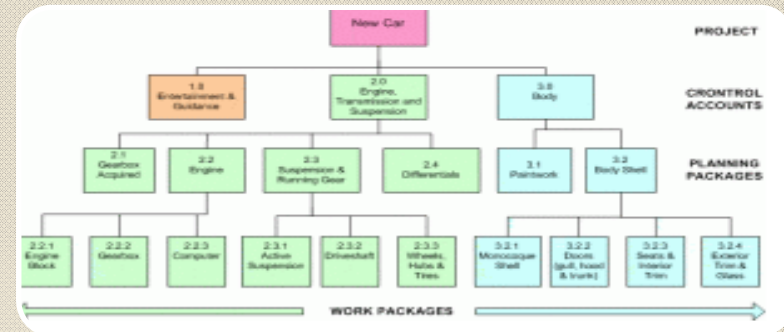 New Car
PROJECT
1.0
Entertainment &
Guidance
2.0
Engine,
Transmission and
Suspension
3.0
Body
CRONTROL
ACCOUNTS
2.1
Gearbox
Acquired
2.2
Engine
2.3
Suspension &
Running Gear
2.4
Differentials
3.1
Paintwork
3.2
Body Shell
PLANNING
PACKAGES
2.2.1
Engine
Block
2.2.2
Gearbox
2.2.3
Computer
2.3.1
Active
Suspension
2.3.2
Driveshaft
2.3.3
Wheels,
Hubs &
Tires
3.2.1
Monocoque
Shell
3.2.2
Doors
(gull, hood
& trunk)
3.2.3
Seats &
Interior
Trim
3.2.4
Exterior
Trim &
Glass
WORK PACKAGES